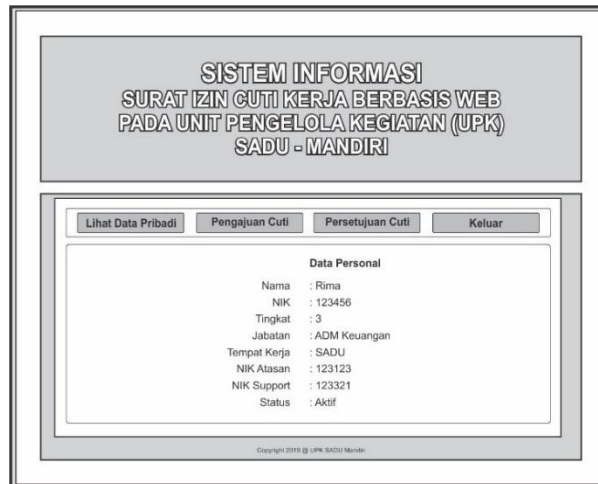 SISTEM INFORMASI
SURAT IZIN CUTI KERJA BERBASIS WEB
PADA UNIT PENGELOLA KEGIATAN (UPK)
SADU - MANDIRI
Lihat Data Pribadi Pengajuan Cuti Persetujuan Cuti Keluar
Data Personal
Nama : Rima
NIK : 123456
Tingkat : 3
Jabatan : ADM Keuangan
Tempat Kerja : SADU
NIK Atasan : 123123
NIK Support : 123321
Status : Aktif
Copyright 2019 @ UPK SADU Mandiri